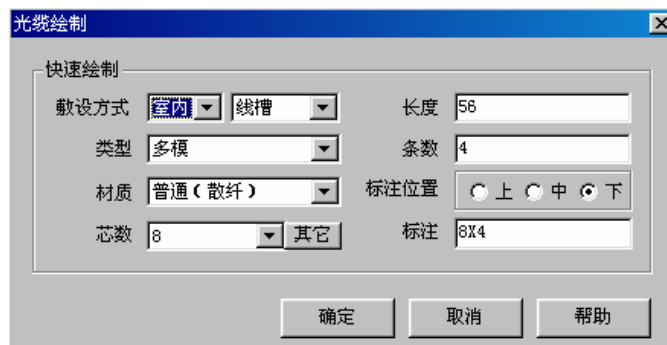 光缆绘制
快速绘制
敷设方式 室内 线槽 长度 56
类型 多模 条数 4
材质 普通(散纤) 标注位置 上 中 下
芯数 8 其它 标注 8X4
确定 取消 帮助